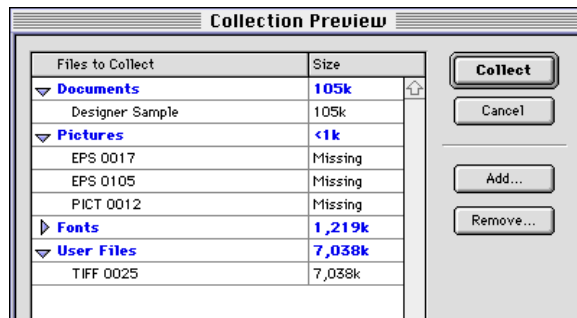 Collection Preview
Files to Collect Size
Documents 105k
Designer Sample 105k
Pictures <1k
EPS 0017 Missing
EPS 0105 Missing
PICT 0012 Missing
Fonts 1,219k
User Files 7,038k
TIFF 0025 7,038k
Collect
Cancel
Add...
Remove...